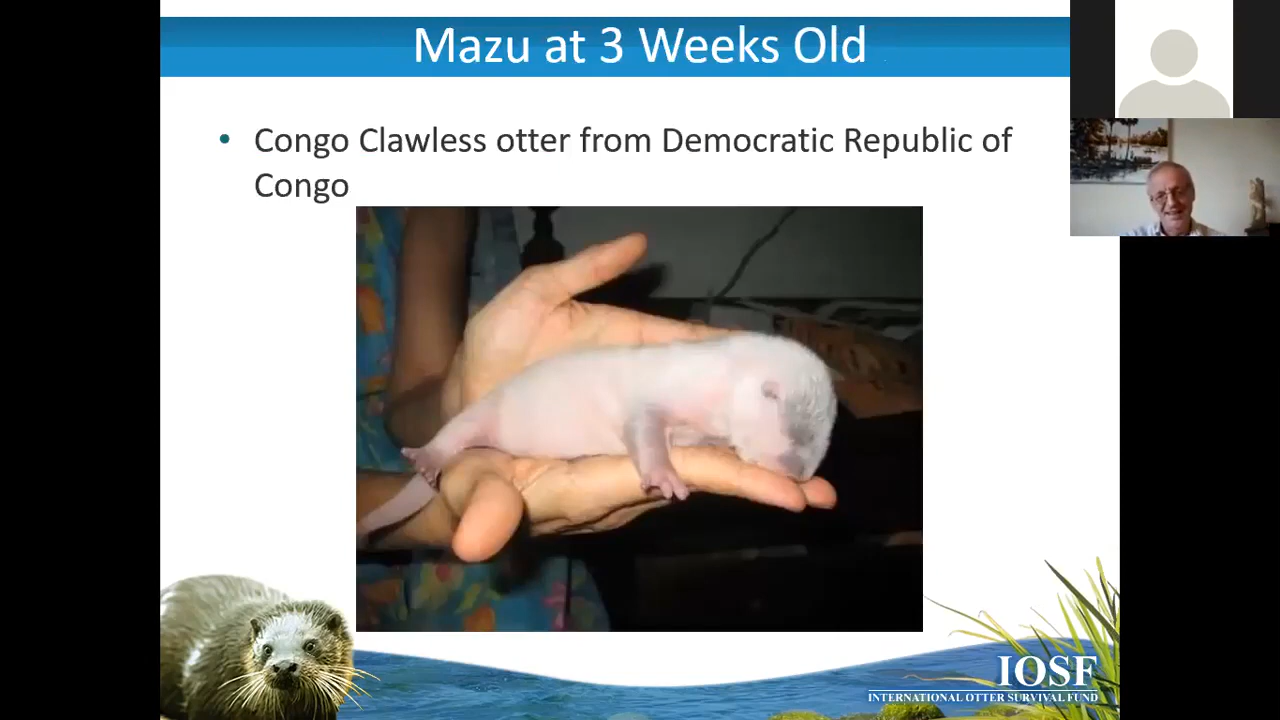 Mazu at 3 Weeks Old
• Congo Clawless otter from Democratic Republic of
Congo
IOSF
INTERNATIONAL OTTER SURVIVAL FUND